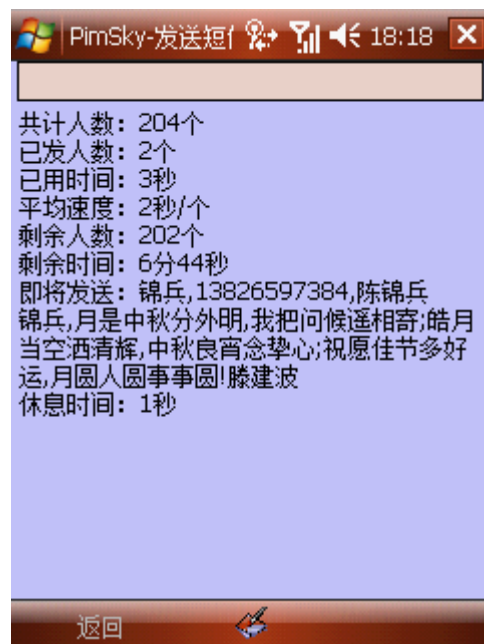 PimSky-发送短 18:18
共计人数：204个
已发人数：2个
已用时间：3秒
平均速度：2秒/个
剩余人数：202个
剩余时间：6分44秒
即将发送：锦兵,13826597384,陈锦兵
锦兵,月是中秋分外明,我把问候遥相寄;皓月
当空洒清辉,中秋良宵念挚心;祝愿佳节多好
运,月圆人圆事事圆!滕建波
休息时间：1秒
返回